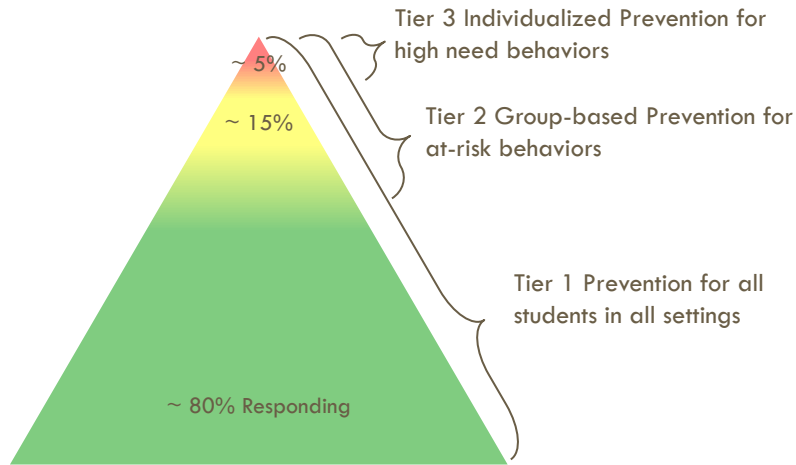 Tier 3 Individualized Prevention for
high need behaviors
~ 5%
Tier 2 Group-based Prevention for
at-risk behaviors
~ 15%
Tier 1 Prevention for all
students in all settings
~ 80% Responding